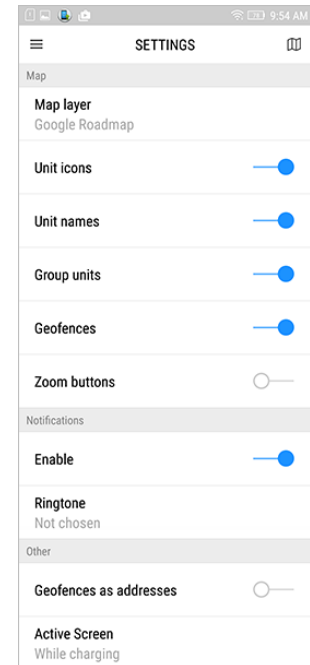 9:54 AM
SETTINGS
Map
Map layer
Google Roadmap
Unit icons
Unit names
Group units
Geofences
Zoom buttons
Notifications
Enable
Ringtone
Not chosen
Other
Geofences as addresses
Active Screen
While charging